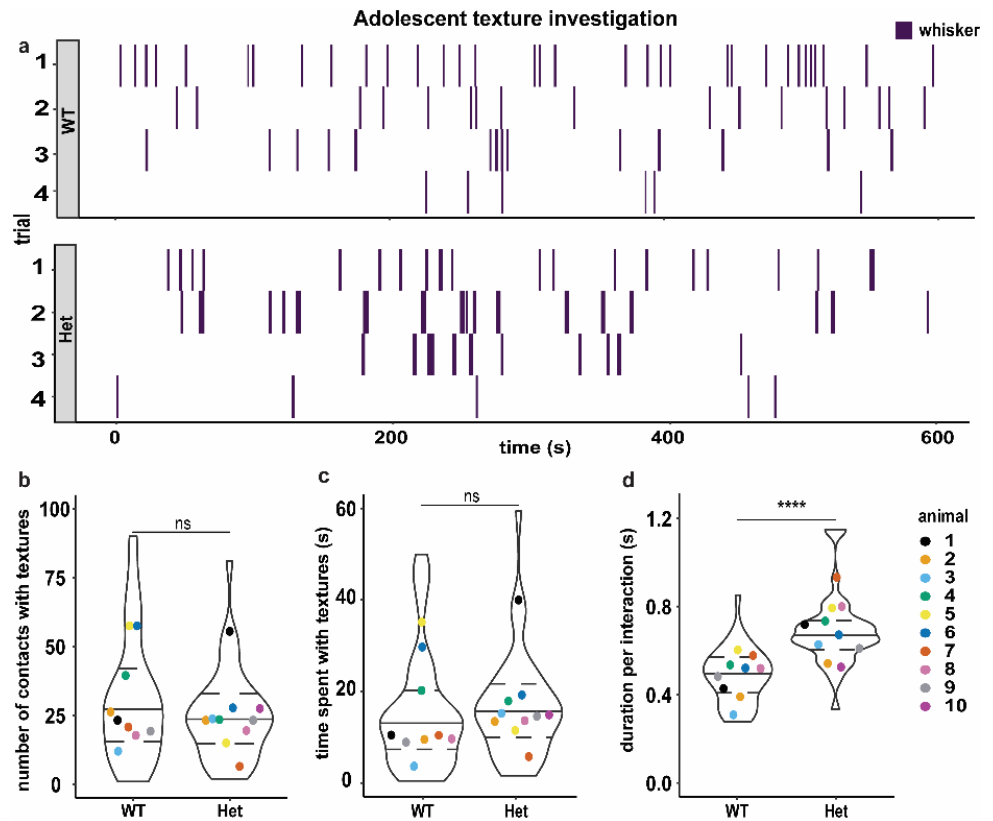 Adolescent texture investigation
whisker
a
trial
WT
1
2
3
4
Het
1
2
3
4
0 200 400 600
time (s)
b
number of contacts with textures
100
75
50
25
0
ns
WT Het
c
time spent with textures (s)
60
40
20
0
ns
WT Het
d
duration per interaction (s)
1.2
0.8
0.4
0.0
****
WT Het
animal
1
2
3
4
5
6
7
8
9
10